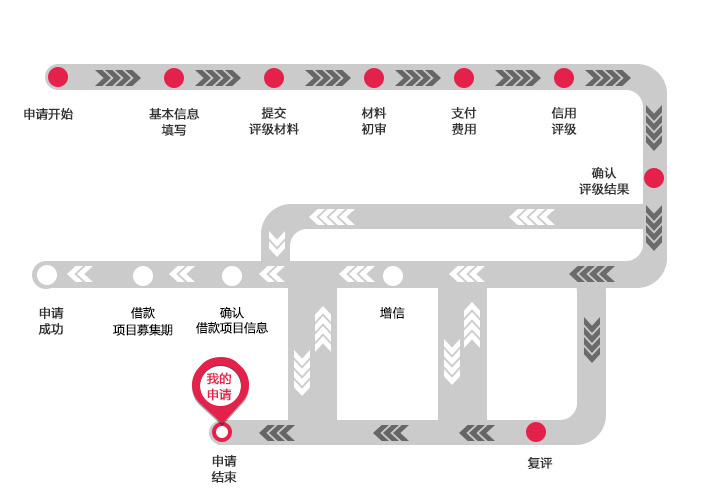 申请开始
基本信息
填写
提交
评级材料
材料
初审
支付
费用
信用
评级
确认
评级结果
申请
成功
借款
项目募集期
确认
借款项目信息
增信
我的
申请
申请
结束
复评